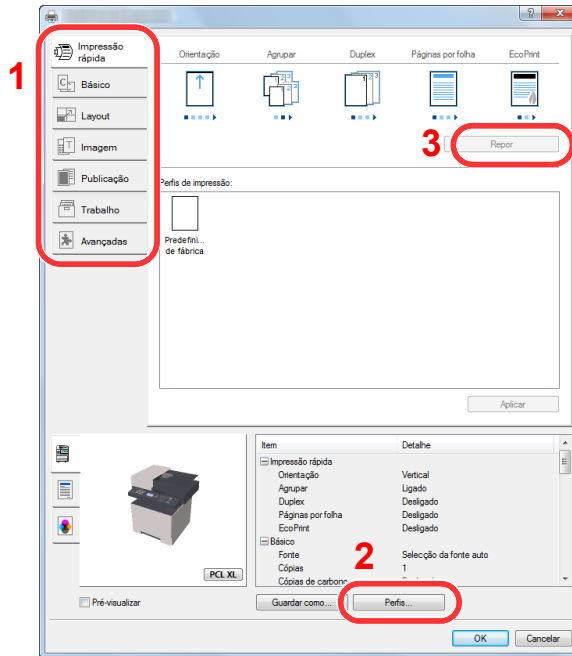 ?
1
Impressão
rápida
Básico
Layout
Imagem
Publicação
Trabalho
Avançadas
Orientação
Agrupar
Duplex
Páginas por folha
EcoPrint
3
Repor
Perfis de impressão:
Predefini...
de fábrica
Aplicar
PCL XL
Pré-visualizar
Item Detalhe
Impressão rápida
Orientação Vertical
Agrupar Ligado
Duplex Desligado
Páginas por folha Desligado
EcoPrint Desligado
Básico
Fonte Selecção da fonte auto
Cópias 1
Cópias de carbono
2
Guardar como...
Perfis...
OK
Cancelar